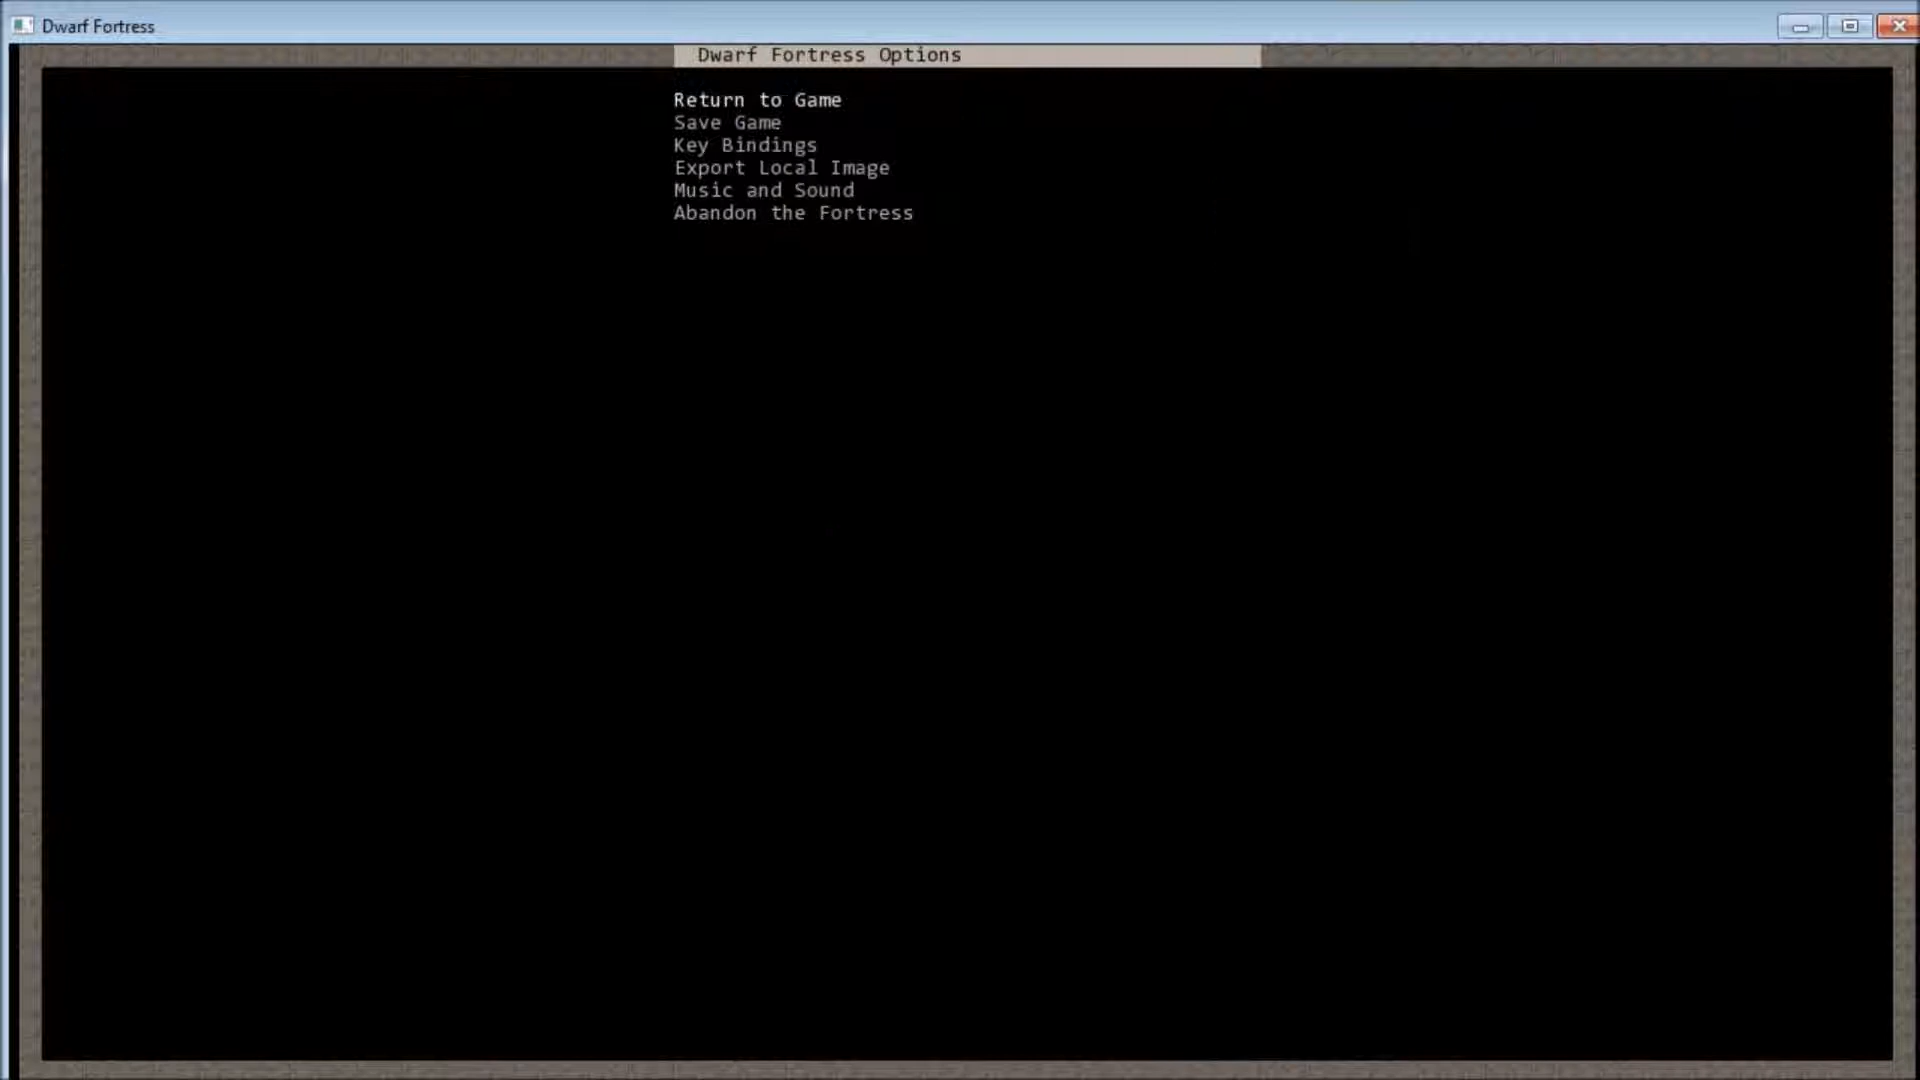 Dwarf Fortress
Dwarf Fortress Options
Return to Game
Save Game
Key Bindings
Export Local Image
Music and Sound
Abandon the Fortress